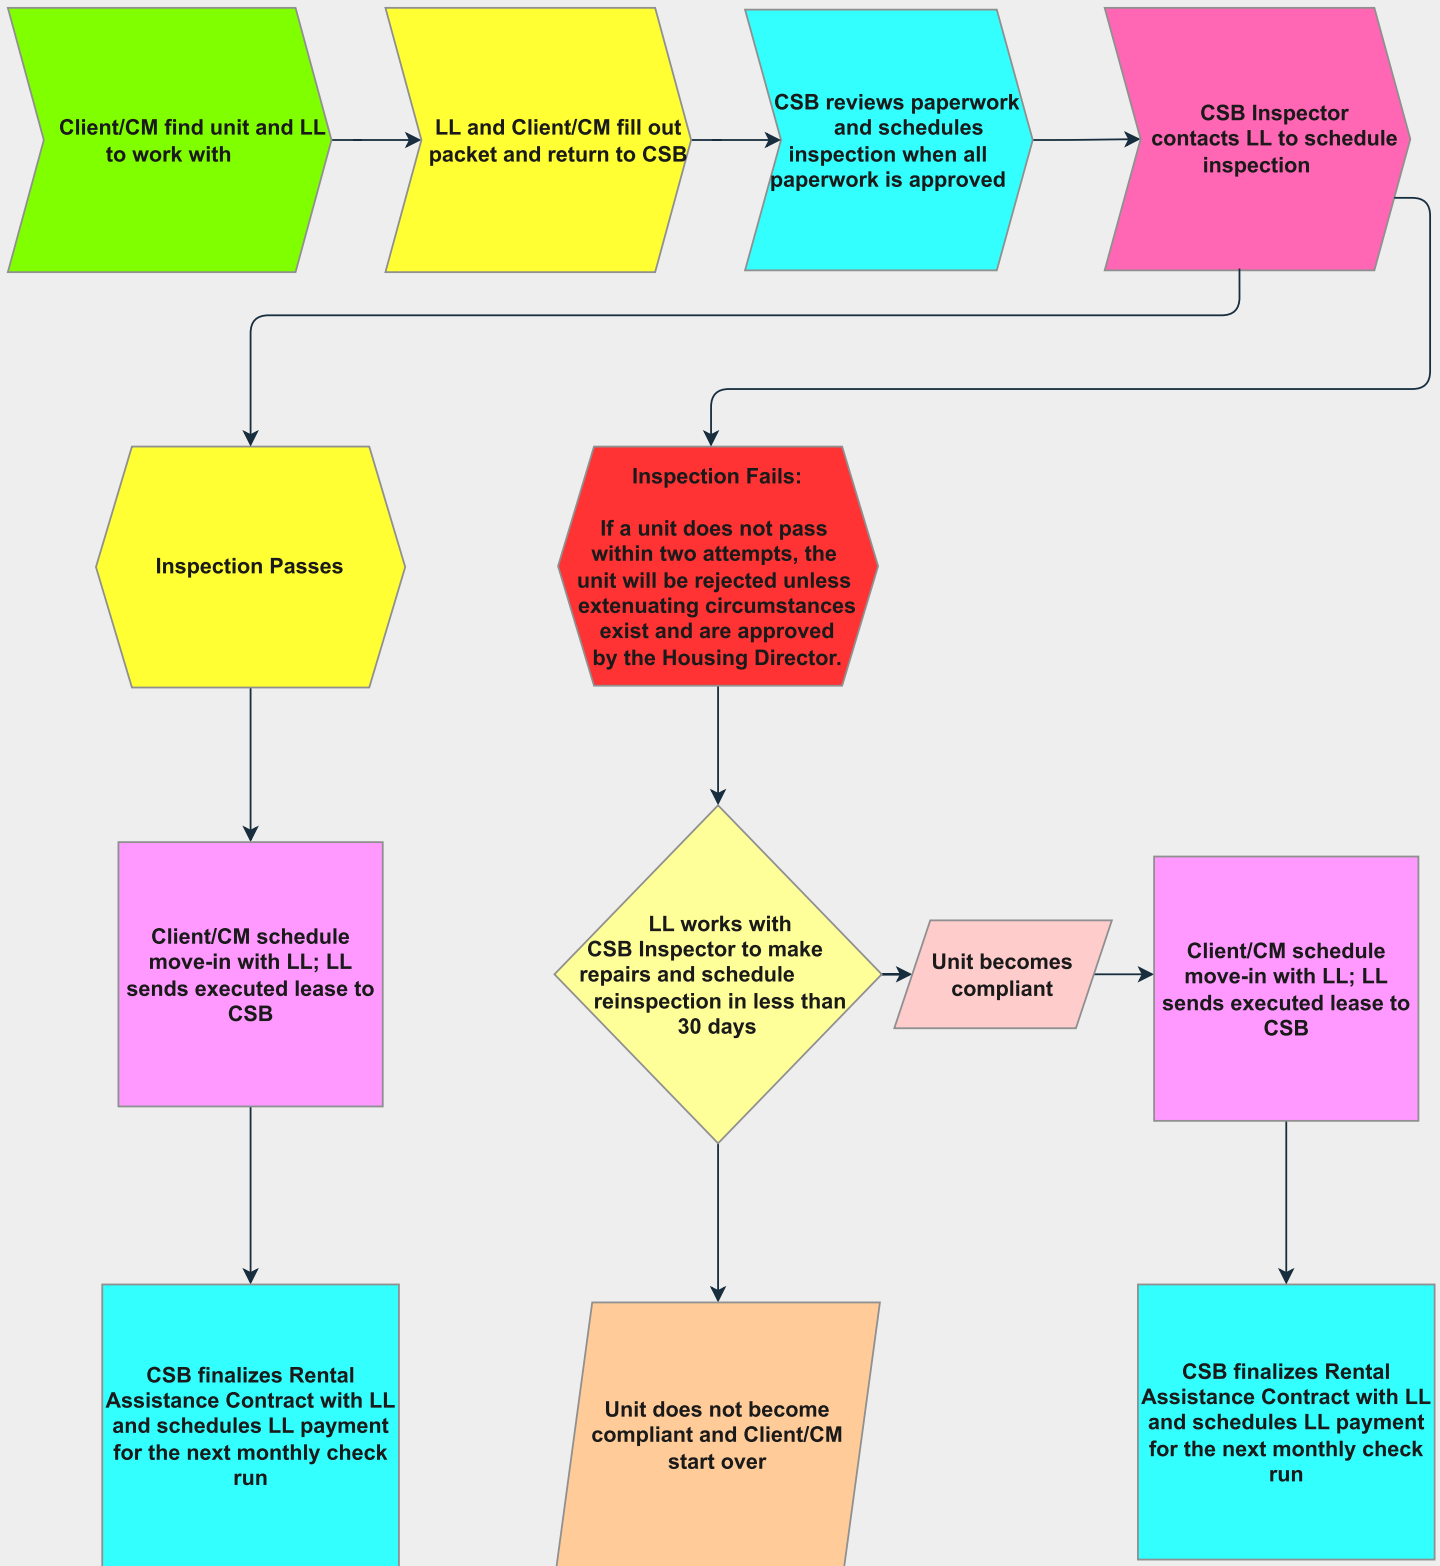 Client/CM find unit and LL
to work with
LL and Client/CM fill out
packet and return to CSB
CSB reviews paperwork
and schedules
inspection when all
paperwork is approved
CSB Inspector
contacts LL to schedule
inspection
Inspection Passes
Inspection Fails:
If a unit does not pass
within two attempts, the
unit will be rejected unless
extenuating circumstances
exist and are approved
by the Housing Director.
Client/CM schedule
move-in with LL; LL
sends executed lease to
CSB
LL works with
CSB Inspector to make
repairs and schedule
reinspection in less than
30 days
Unit becomes
compliant
Client/CM schedule
move-in with LL; LL
sends executed lease to
CSB
CSB finalizes Rental
Assistance Contract with LL
and schedules LL payment
for the next monthly check
run
Unit does not become
compliant and Client/CM
start over
CSB finalizes Rental
Assistance Contract with LL
and schedules LL payment
for the next monthly check
run